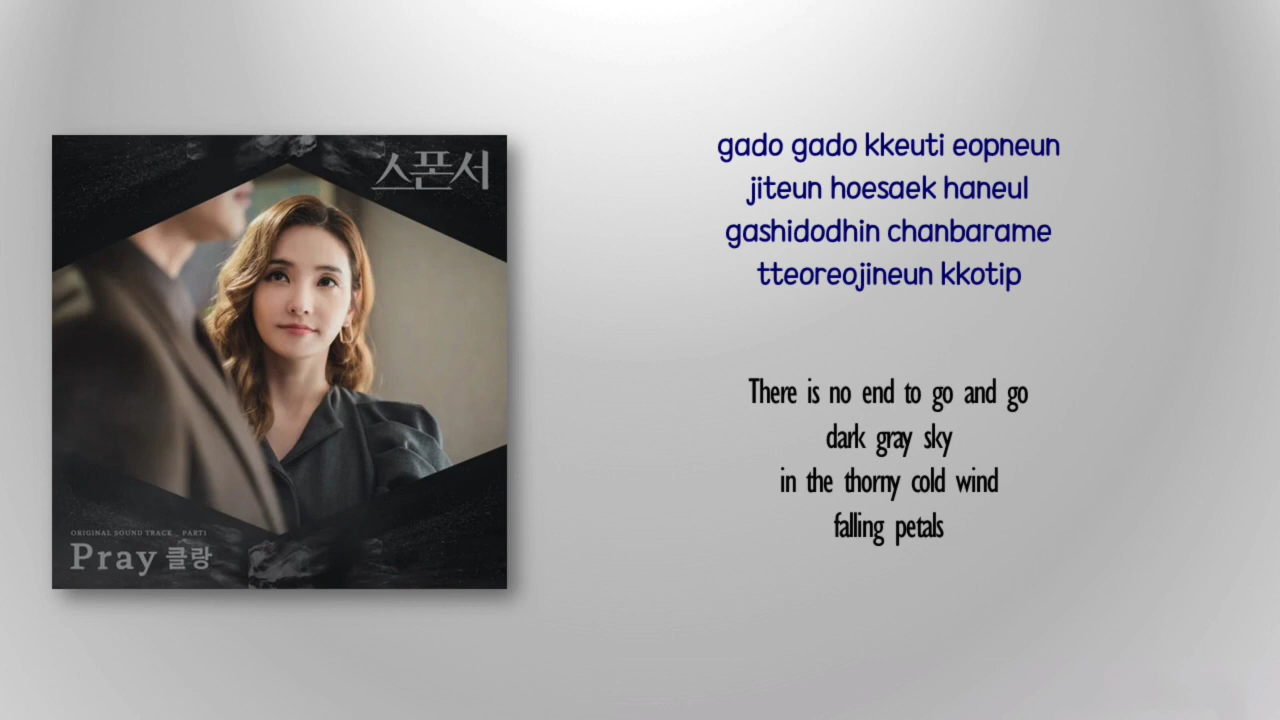 스폰서
ORIGINAL SOUND TRACK _ PART1
Pray 클랑
gado gado kkeuti eopneun
jiteun hoesaek haneul
gashidodhin chanbarame
tteoreojineun kkotip
There is no end to go and go
dark gray sky
in the thorny cold wind
falling petals